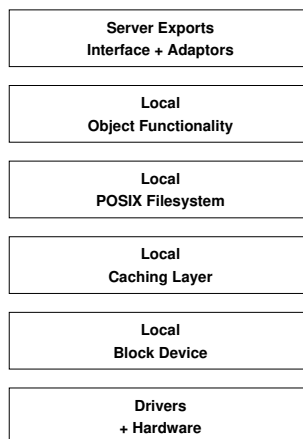 Server Exports
Interface + Adaptors
Local
Object Functionality
Local
POSIX Filesystem
Local
Caching Layer
Local
Block Device
Drivers
+ Hardware